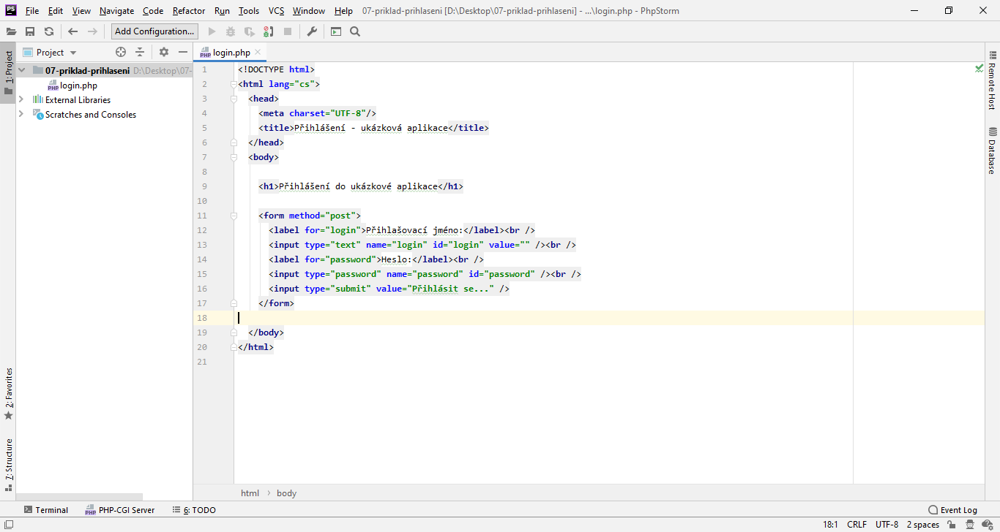 PS File Edit View Navigate Code Refactor Run Tools VCS Window Help 07-priklad-prihlaseni [D:\Desktop\07-priklad-prihlaseni] - ...\login.php - PhpStorm
Add Configuration...
1: Project
Project
login.php
07-priklad-prihlaseni D:\Desktop\07-
login.php
External Libraries
Scratches and Consoles
1 <!DOCTYPE html>
2 <html lang="cs">
3 <head>
4 <meta charset="UTF-8"/>
5 <title>Přihlášení - ukázková aplikace</title>
6 </head>
7 <body>
8
9 <h1>Přihlášení do ukázkové aplikace</h1>
10
11 <form method="post">
12 <label for="login">Přihlašovací jméno:</label><br />
13 <input type="text" name="login" id="login" value="" /><br />
14 <label for="password">Heslo:</label><br />
15 <input type="password" name="password" id="password" /><br />
16 <input type="submit" value="Přihlásit se..." />
17 </form>
18
19 </body>
20 </html>
21
Remote Host
Database
2: Favorites
7: Structure
html › body
Terminal PHP PHP-CGI Server 6: TODO Event Log
18:1 CRLF UTF-8 2 spaces